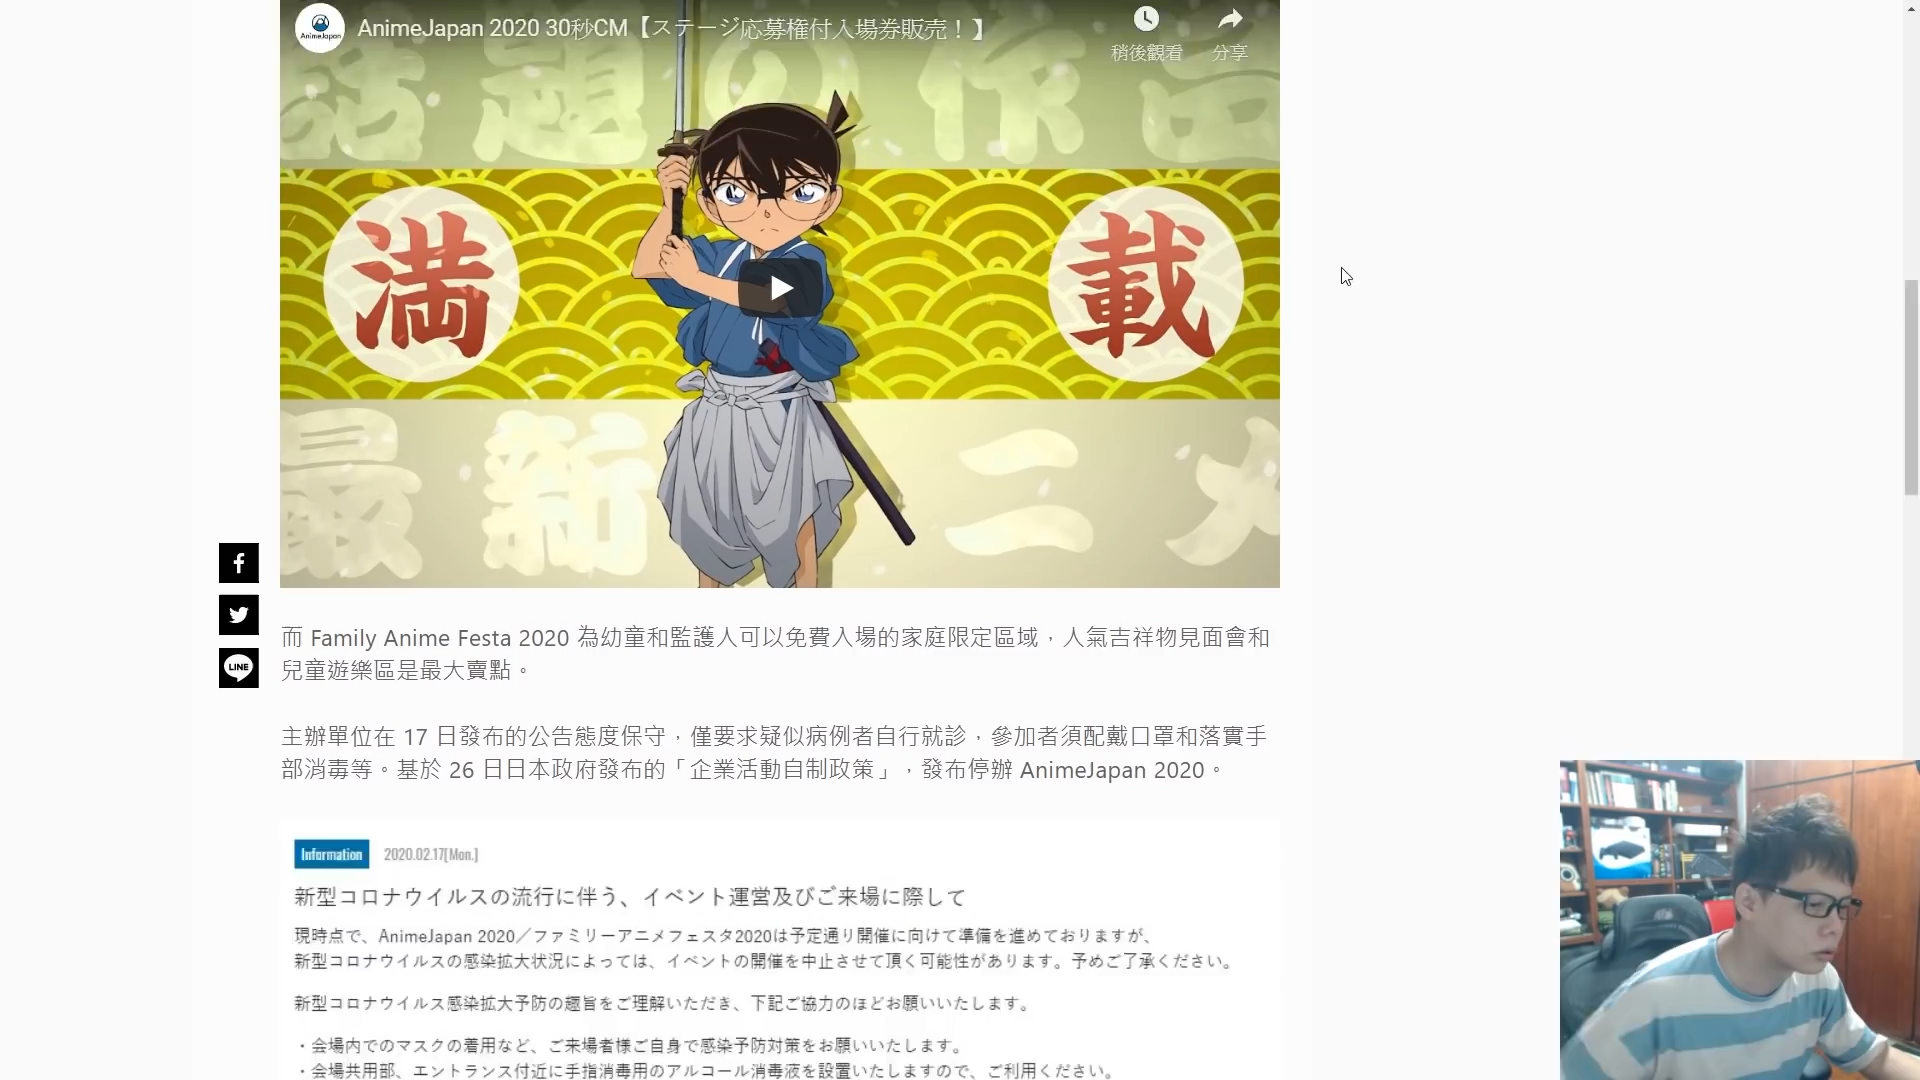 AnimeJapan 2020 30秒CM【ステージ応募権付入場券販売！】
AnimeJapan
稍後觀看
分享
話題の作品
満
載
最新
ニメ
而 Family Anime Festa 2020 為幼童和監護人可以免費入場的家庭限定區域，人氣吉祥物見面會和
兒童遊樂區是最大賣點。
LINE
主辦單位在 17 日發布的公告態度保守，僅要求疑似病例者自行就診，參加者須配戴口罩和落實手
部消毒等。基於 26 日日本政府發布的「企業活動自制政策」，發布停辦 AnimeJapan 2020。
Information 2020.02.17[Mon.]
新型コロナウイルスの流行に伴う、イベント運営及びご来場に際して
現時点で、AnimeJapan 2020／ファミリーアニメフェスタ2020は予定通り開催に向けて準備を進めておりますが、
新型コロナウイルスの感染拡大状況によっては、イベントの開催を中止させて頂く可能性があります。予めご了承ください。
新型コロナウイルス感染拡大予防の趣旨をご理解いただき、下記ご協力のほどお願いいたします。
・会場内でのマスクの着用など、ご来場者様ご自身で感染予防対策をお願いいたします。
・会場共用部、エントランス付近に手指消毒用のアルコール消毒液を設置いたしますので、ご利用ください。